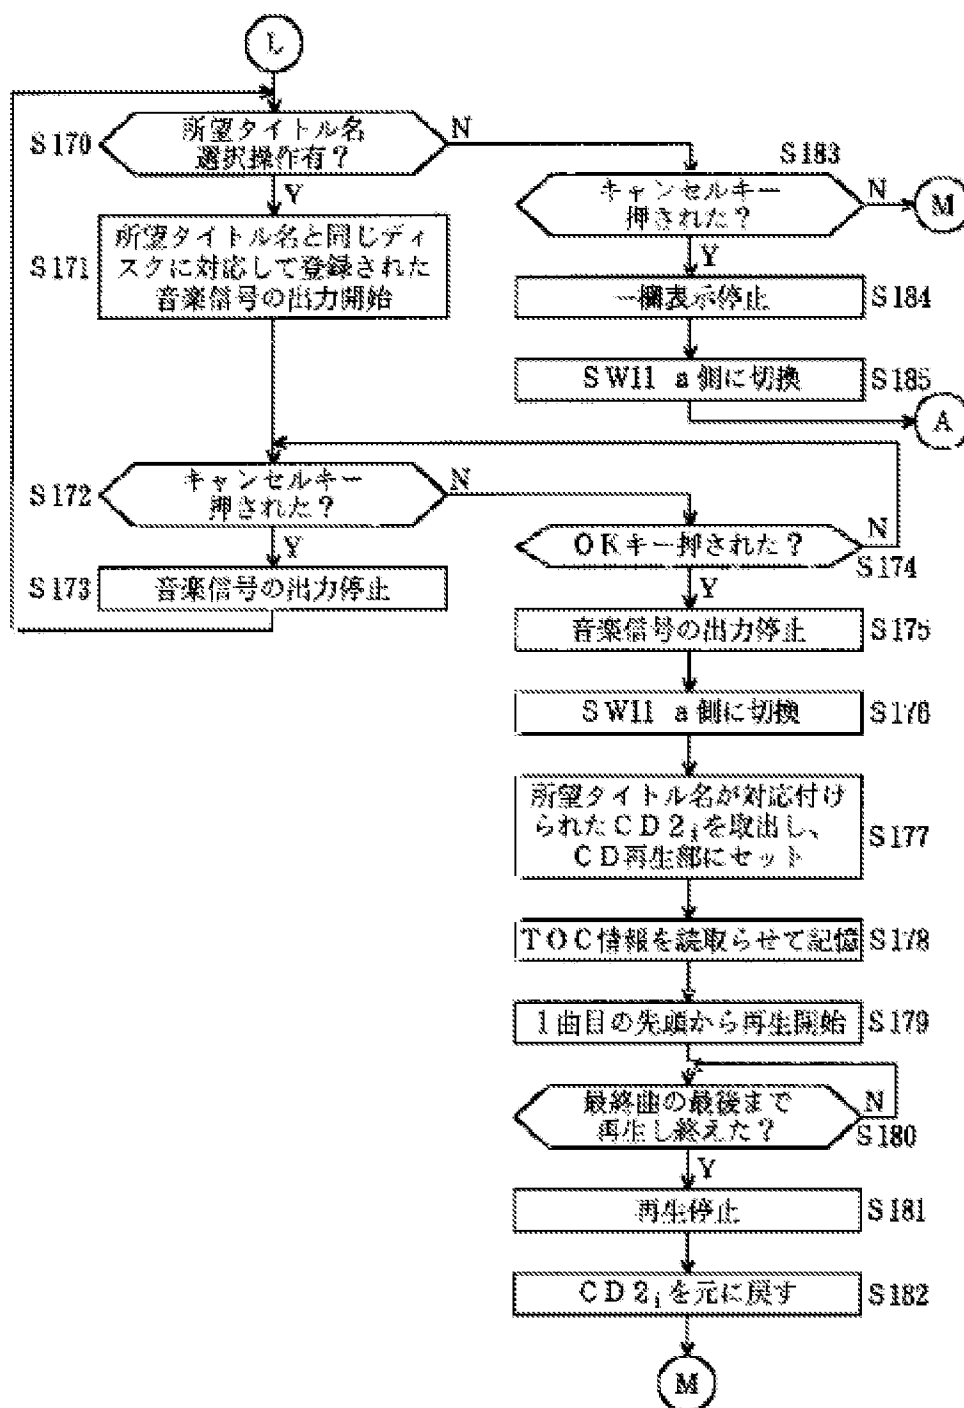 L
S170
所望タイトル名
選択操作有?
N
Y
S171
所望タイトル名と同じディ
スクに対応して登録された
音楽信号の出力開始
S183
キャンセルキー
押された?
N
M
Y
一欄表示停止
S184
SW11 a側に切換
S185
A
S172
キャンセルキー
押された?
N
Y
S173
音楽信号の出力停止
OKキー押された?
N
S174
Y
音楽信号の出力停止
S175
SW11 a側に切換
S176
所望タイトル名が対応付け
られたCD2iを取出し、
CD再生部にセット
S177
TOC情報を読取らせて記憶
S178
1曲目の先頭から再生開始
S179
最終曲の最後まで
再生し終えた?
N
S180
Y
再生停止
S181
CD2iを元に戻す
S182
M